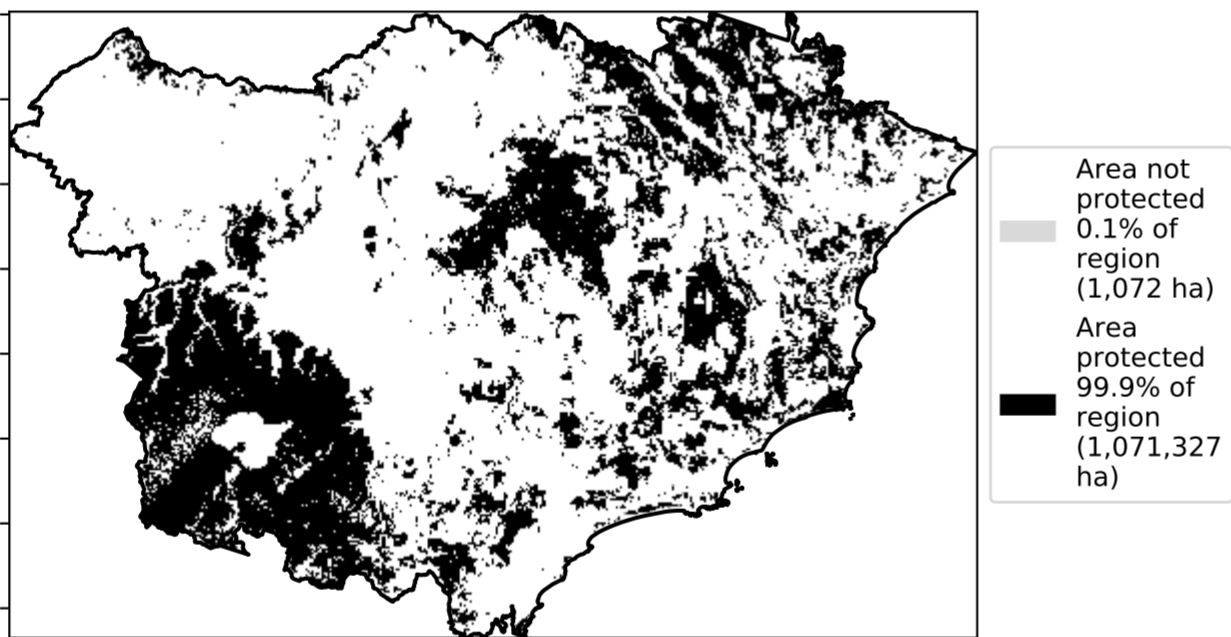 Area not
protected
0.1% of
region
(1,072 ha)
Area
protected
99.9% of
region
(1,071,327
ha)